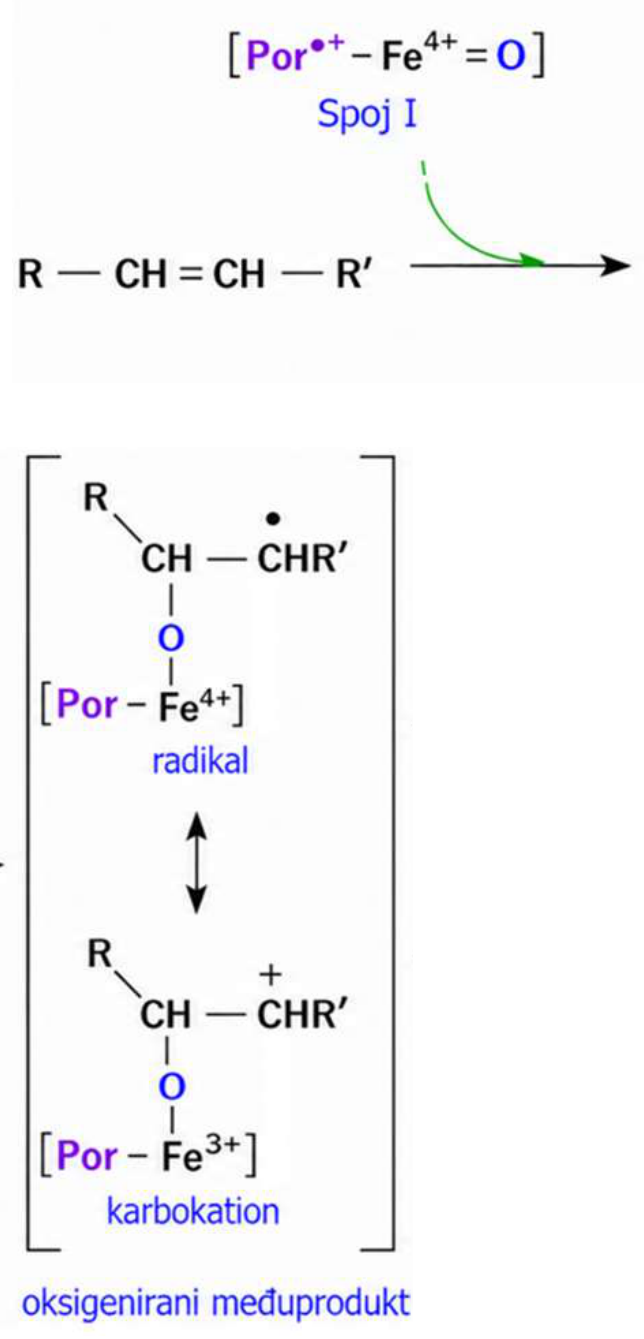 [Por•+ – Fe4+ = O]
Spoj I
R — CH = CH — R′
R
•
CH — CHR′
O
[Por – Fe4+]
radikal
R
+
CH — CHR′
O
[Por – Fe3+]
karbokation
oksigenirani međuprodukt